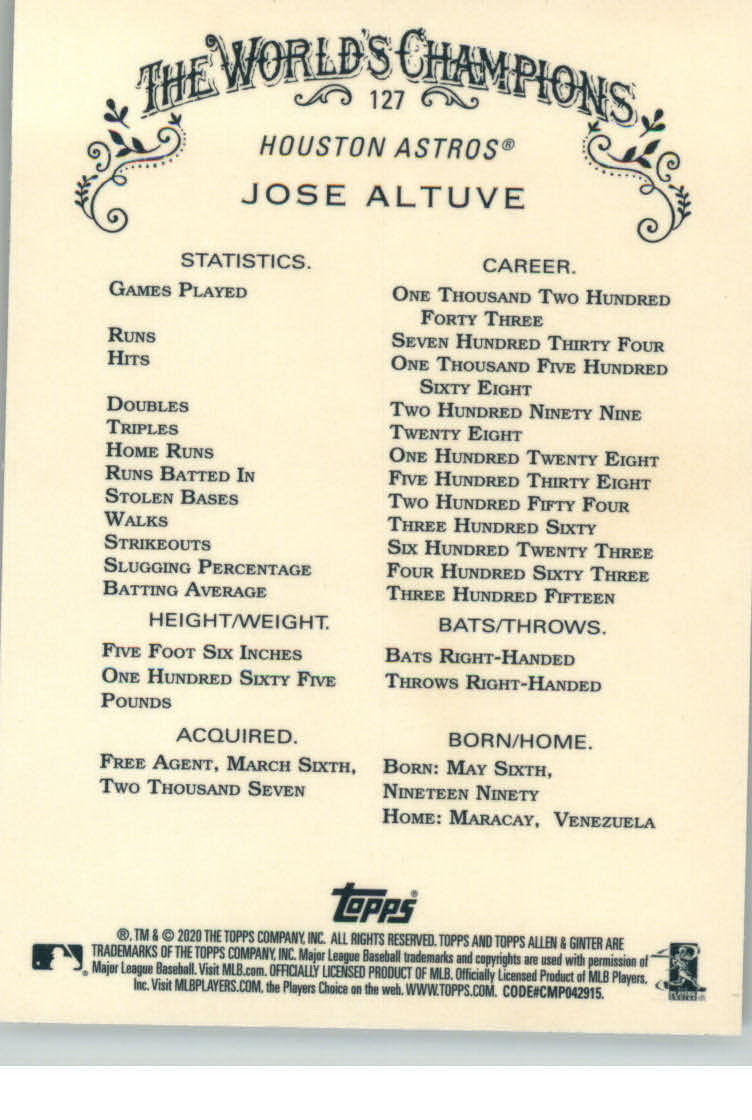 THE WORLD'S CHAMPIONS
127
HOUSTON ASTROS®
JOSE ALTUVE
STATISTICS. CAREER.
GAMES PLAYED ONE THOUSAND TWO HUNDRED
FORTY THREE
RUNS SEVEN HUNDRED THIRTY FOUR
HITS ONE THOUSAND FIVE HUNDRED
SIXTY EIGHT
DOUBLES TWO HUNDRED NINETY NINE
TRIPLES TWENTY EIGHT
HOME RUNS ONE HUNDRED TWENTY EIGHT
RUNS BATTED IN FIVE HUNDRED THIRTY EIGHT
STOLEN BASES TWO HUNDRED FIFTY FOUR
WALKS THREE HUNDRED SIXTY
STRIKEOUTS SIX HUNDRED TWENTY THREE
SLUGGING PERCENTAGE FOUR HUNDRED SIXTY THREE
BATTING AVERAGE THREE HUNDRED FIFTEEN
HEIGHT/WEIGHT. BATS/THROWS.
FIVE FOOT SIX INCHES BATS RIGHT-HANDED
ONE HUNDRED SIXTY FIVE THROWS RIGHT-HANDED
POUNDS
ACQUIRED. BORN/HOME.
FREE AGENT, MARCH SIXTH, BORN: MAY SIXTH,
TWO THOUSAND SEVEN NINETEEN NINETY
HOME: MARACAY, VENEZUELA
topps®
®, TM & © 2020 THE TOPPS COMPANY, INC. ALL RIGHTS RESERVED. TOPPS AND TOPPS ALLEN & GINTER ARE
TRADEMARKS OF THE TOPPS COMPANY, INC. Major League Baseball trademarks and copyrights are used with permission of
Major League Baseball. Visit MLB.com. OFFICIALLY LICENSED PRODUCT OF MLB. Officially Licensed Product of MLB Players,
Inc. Visit MLBPLAYERS.COM, the Players Choice on the web. WWW.TOPPS.COM. CODE#CMP042915.